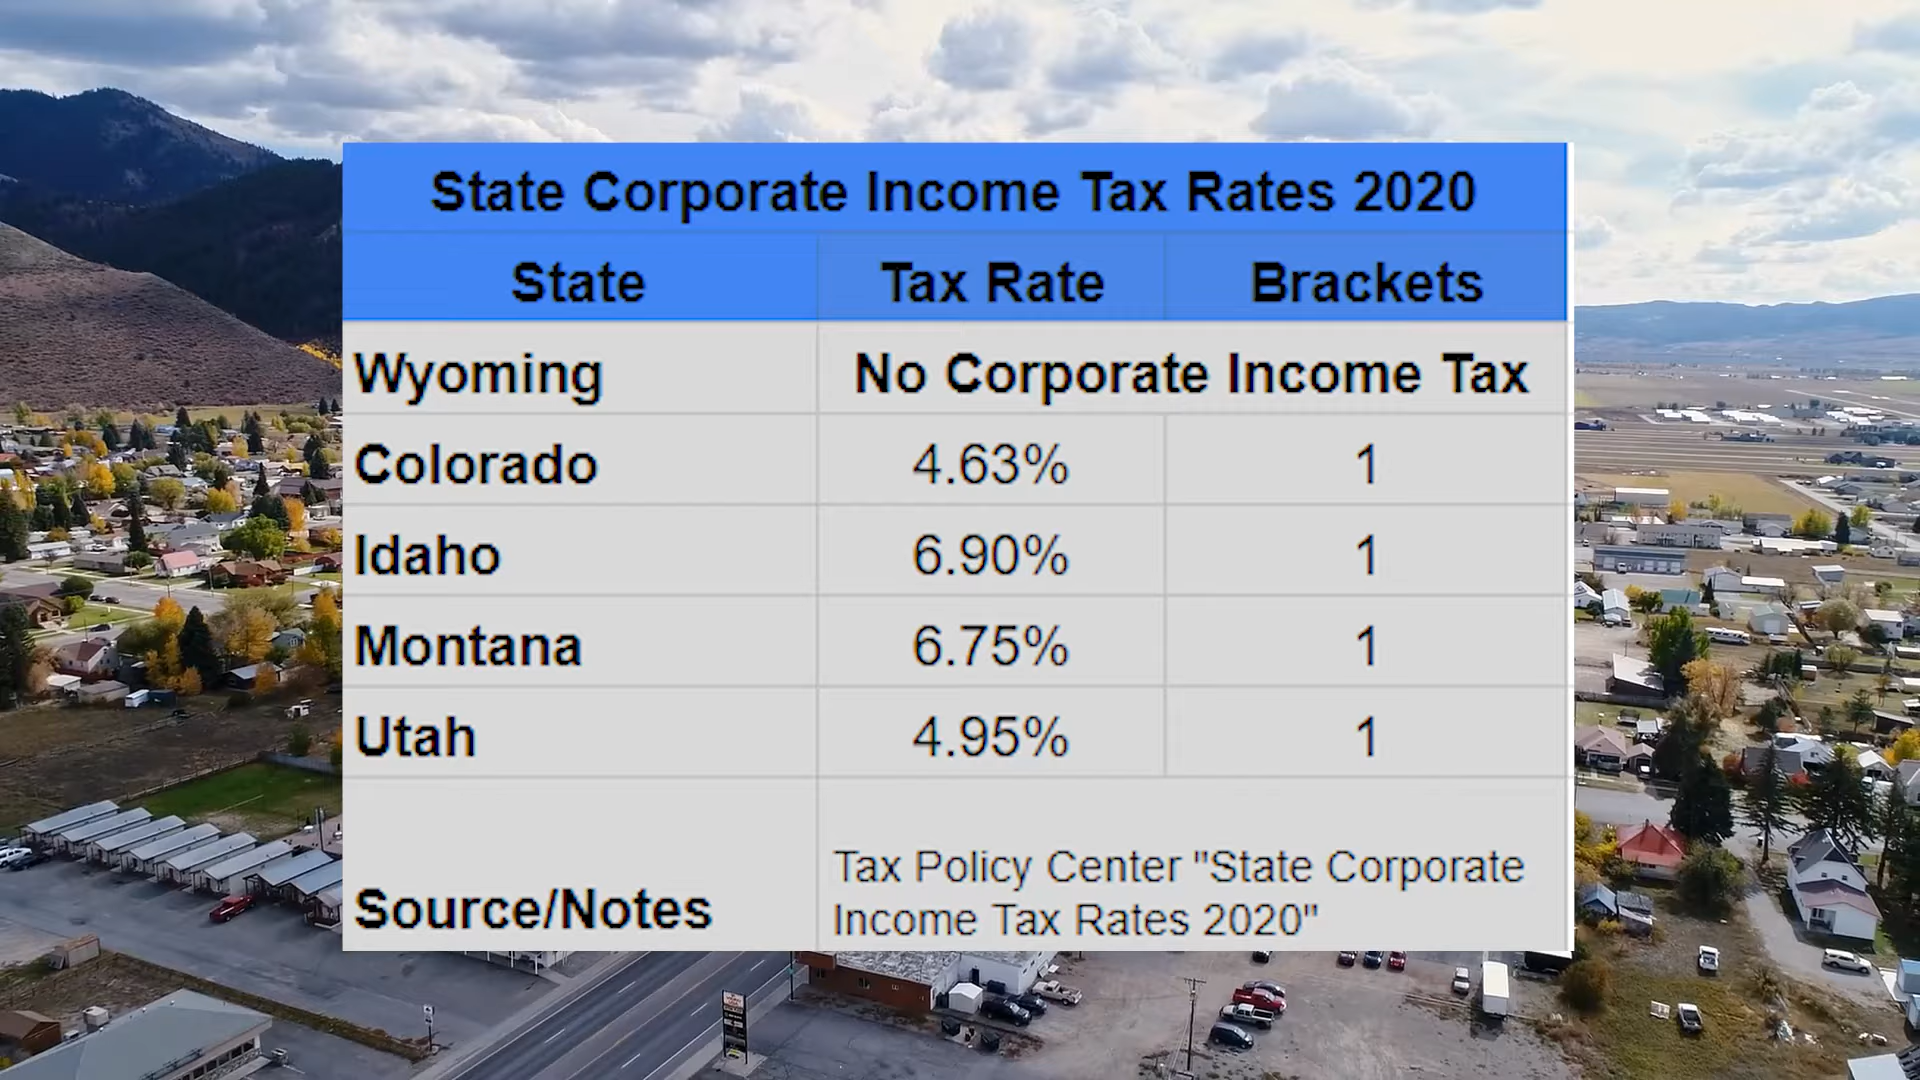 State Corporate Income Tax Rates 2020
State Tax Rate Brackets
Wyoming No Corporate Income Tax
Colorado 4.63% 1
Idaho 6.90% 1
Montana 6.75% 1
Utah 4.95% 1
Source/Notes Tax Policy Center "State Corporate
Income Tax Rates 2020"